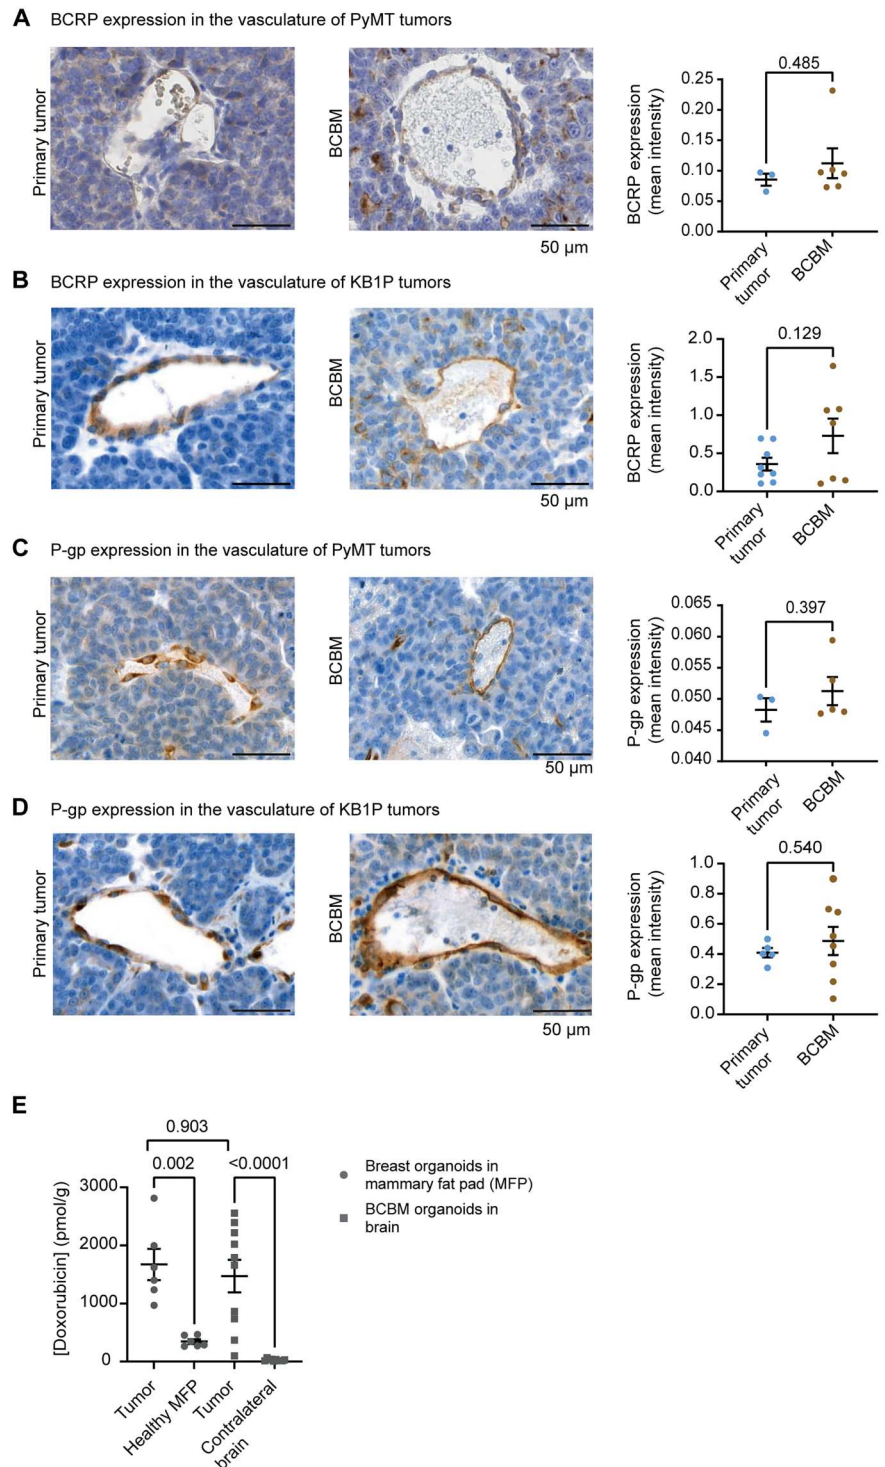 A BCRP expression in the vasculature of PyMT tumors
Primary tumor
BCBM
50 µm
BCRP expression
(mean intensity)
0.485
0.25
0.20
0.15
0.10
0.05
0.00
Primary
tumor
BCBM
B BCRP expression in the vasculature of KB1P tumors
Primary tumor
BCBM
50 µm
BCRP expression
(mean intensity)
0.129
2.0
1.5
1.0
0.5
0.0
Primary
tumor
BCBM
C P-gp expression in the vasculature of PyMT tumors
Primary tumor
BCBM
50 µm
P-gp expression
(mean intensity)
0.397
0.065
0.060
0.055
0.050
0.045
0.040
Primary
tumor
BCBM
D P-gp expression in the vasculature of KB1P tumors
Primary tumor
BCBM
50 µm
P-gp expression
(mean intensity)
0.540
1.0
0.8
0.6
0.4
0.2
0.0
Primary
tumor
BCBM
E
0.903
0.002 <0.0001
[Doxorubicin] (pmol/g)
3000
2000
1000
0
Tumor
Healthy MFP
Tumor
Contralateral
brain
Breast organoids in
mammary fat pad (MFP)
BCBM organoids in
brain